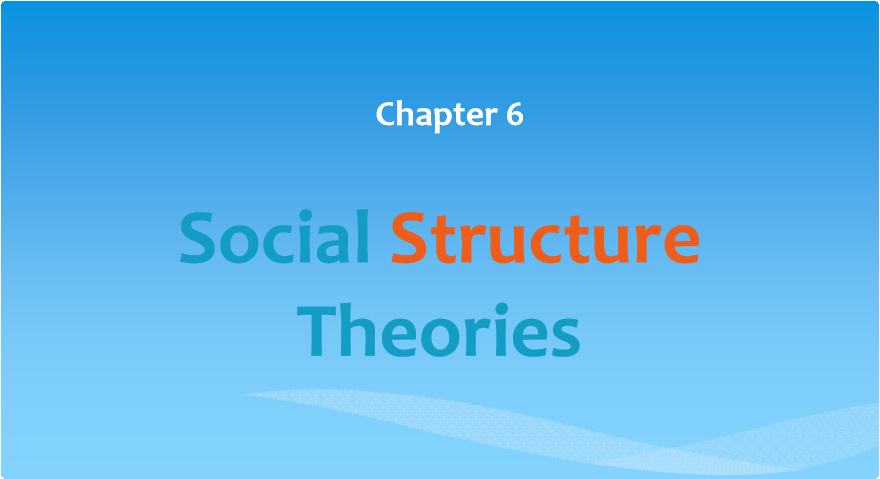 Chapter 6
Social Structure
Theories